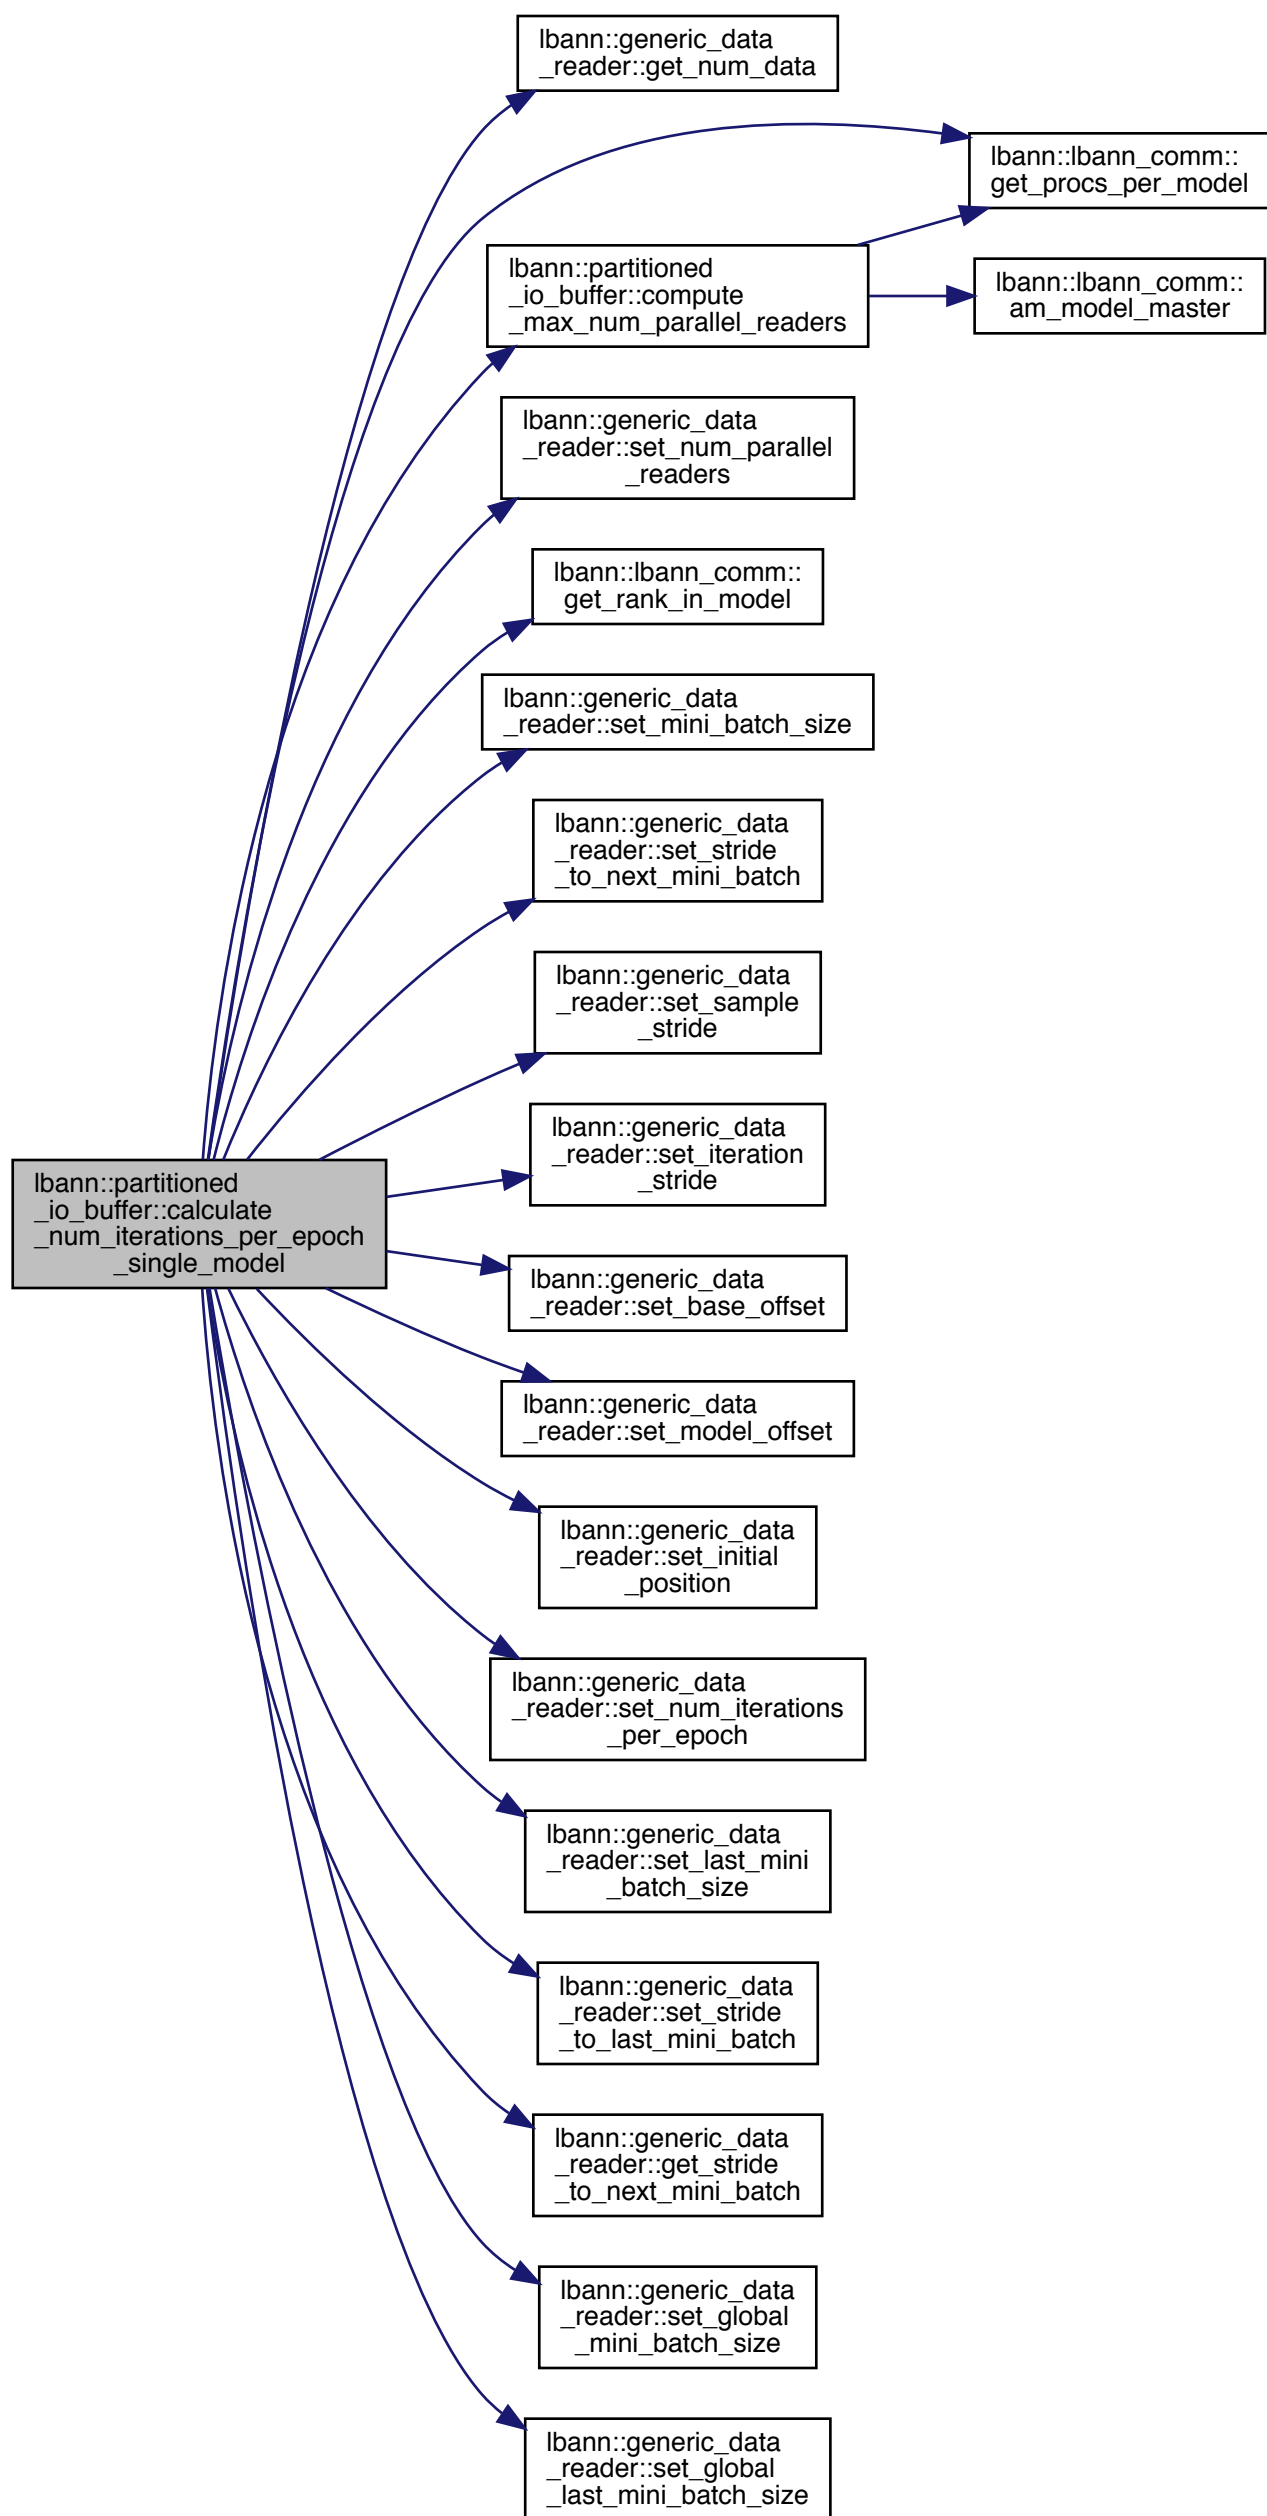 lbann::generic_data
_reader::get_num_data
lbann::lbann_comm::
get_procs_per_model
lbann::partitioned
_io_buffer::compute
_max_num_parallel_readers
lbann::lbann_comm::
am_model_master
lbann::generic_data
_reader::set_num_parallel
_readers
lbann::lbann_comm::
get_rank_in_model
lbann::generic_data
_reader::set_mini_batch_size
lbann::generic_data
_reader::set_stride
_to_next_mini_batch
lbann::generic_data
_reader::set_sample
_stride
lbann::generic_data
_reader::set_iteration
_stride
lbann::partitioned
_io_buffer::calculate
_num_iterations_per_epoch
_single_model
lbann::generic_data
_reader::set_base_offset
lbann::generic_data
_reader::set_model_offset
lbann::generic_data
_reader::set_initial
_position
lbann::generic_data
_reader::set_num_iterations
_per_epoch
lbann::generic_data
_reader::set_last_mini
_batch_size
lbann::generic_data
_reader::set_stride
_to_last_mini_batch
lbann::generic_data
_reader::get_stride
_to_next_mini_batch
lbann::generic_data
_reader::set_global
_mini_batch_size
lbann::generic_data
_reader::set_global
_last_mini_batch_size